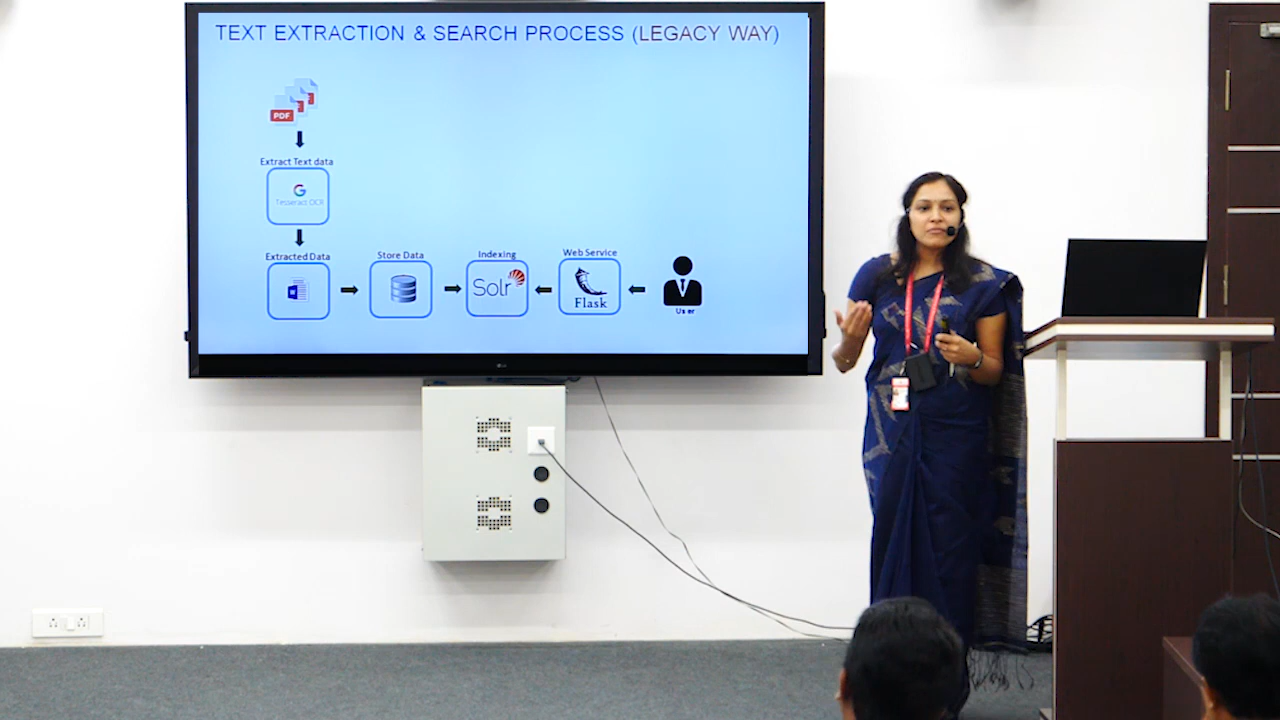 TEXT EXTRACTION & SEARCH PROCESS (LEGACY WAY)
PDF
Extract Text data
Tesseract OCR
Extracted Data
Store Data
Indexing
Web Service
Solr
Flask
User
LG